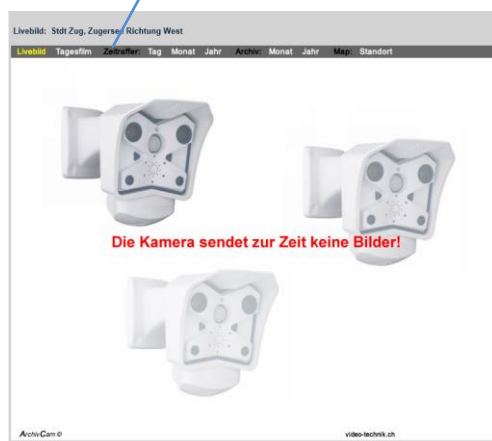 Livebild: Stdt Zug, Zugersee Richtung West
Livebild Tagesfilm Zeitraffer: Tag Monat Jahr Archiv: Monat Jahr Map: Standort
Die Kamera sendet zur Zeit keine Bilder!
ArchivCam © video-technik.ch